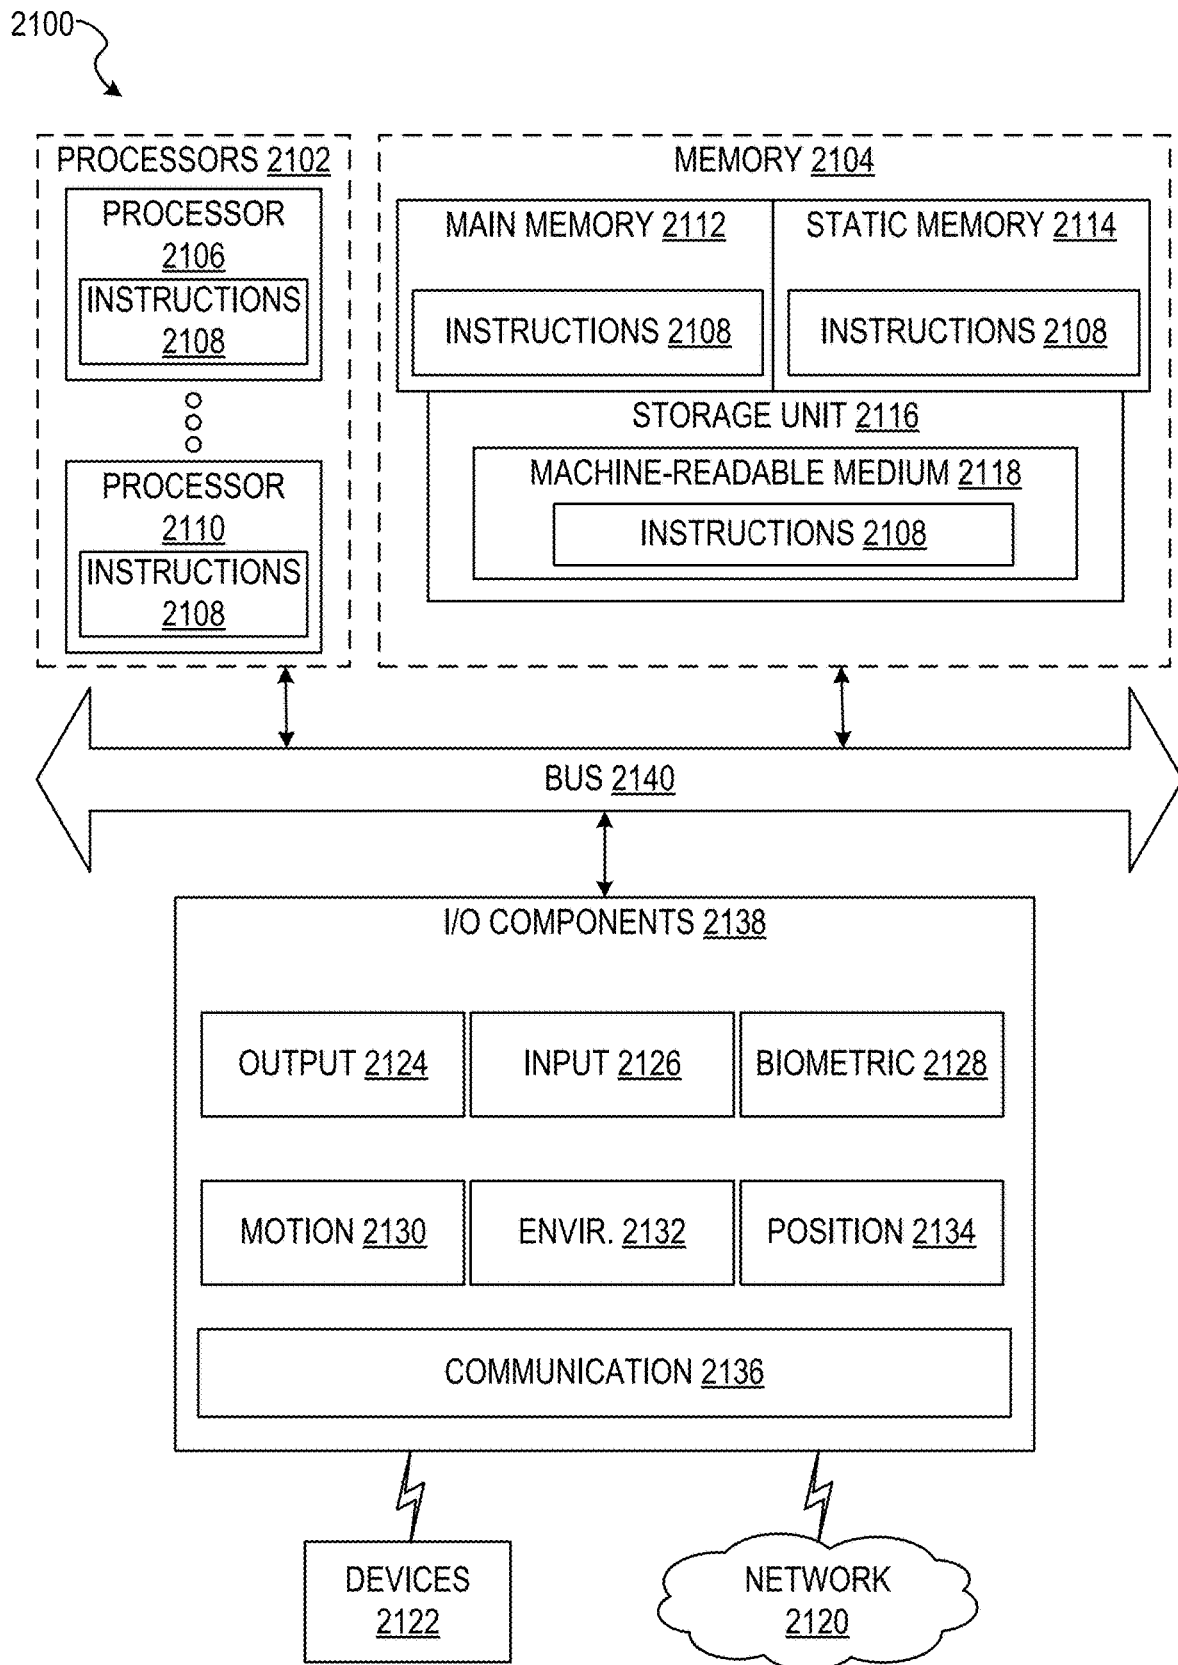 2100
PROCESSORS 2102
PROCESSOR
2106
INSTRUCTIONS
2108
PROCESSOR
2110
INSTRUCTIONS
2108
MEMORY 2104
MAIN MEMORY 2112
INSTRUCTIONS 2108
STATIC MEMORY 2114
INSTRUCTIONS 2108
STORAGE UNIT 2116
MACHINE-READABLE MEDIUM 2118
INSTRUCTIONS 2108
BUS 2140
I/O COMPONENTS 2138
OUTPUT 2124
INPUT 2126
BIOMETRIC 2128
MOTION 2130
ENVIR. 2132
POSITION 2134
COMMUNICATION 2136
DEVICES
2122
NETWORK
2120